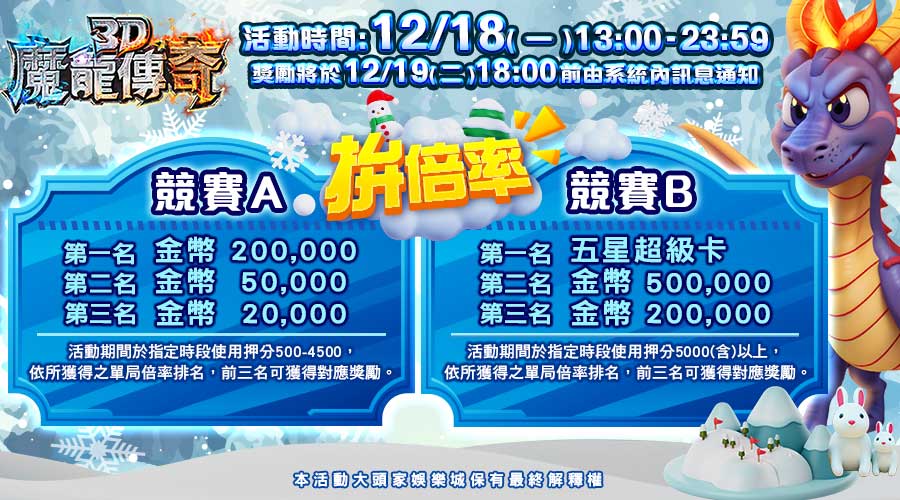 3D
魔龍傳奇
活動時間:12/18(一)13:00-23:59
獎勵將於12/19(二)18:00前由系統內訊息通知
拚倍率
競賽A
第一名 金幣 200,000
第二名 金幣 50,000
第三名 金幣 20,000
活動期間於指定時段使用押分500-4500，
依所獲得之單局倍率排名，前三名可獲得對應獎勵。
競賽B
第一名 五星超級卡
第二名 金幣 500,000
第三名 金幣 200,000
活動期間於指定時段使用押分5000(含)以上，
依所獲得之單局倍率排名，前三名可獲得對應獎勵。
本活動大頭家娛樂城保有最終解釋權